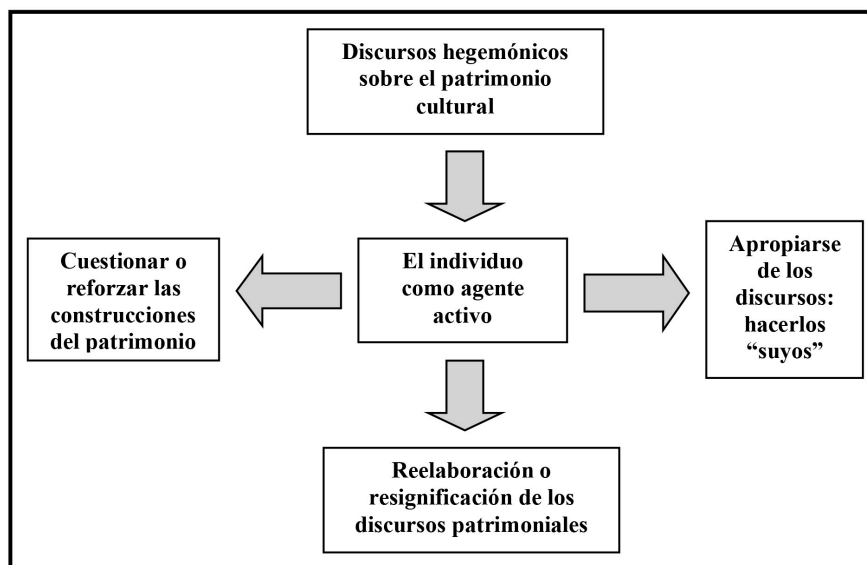 Discursos hegemónicos
sobre el patrimonio
cultural
Cuestionar o
reforzar las
construcciones
del patrimonio
El individuo
como agente
activo
Apropiarse
de los
discursos:
hacerlos
“suyos”
Reelaboración o
resignificación de los
discursos patrimoniales